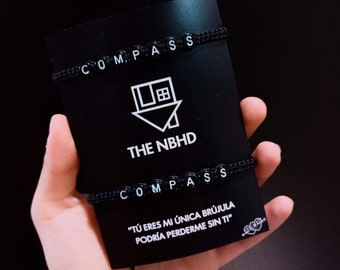 COMPASS
THE NBHD
COMPASS
"TÚ ERES MI ÚNICA BRÚJULA
PODRÍA PERDERME SIN TI"